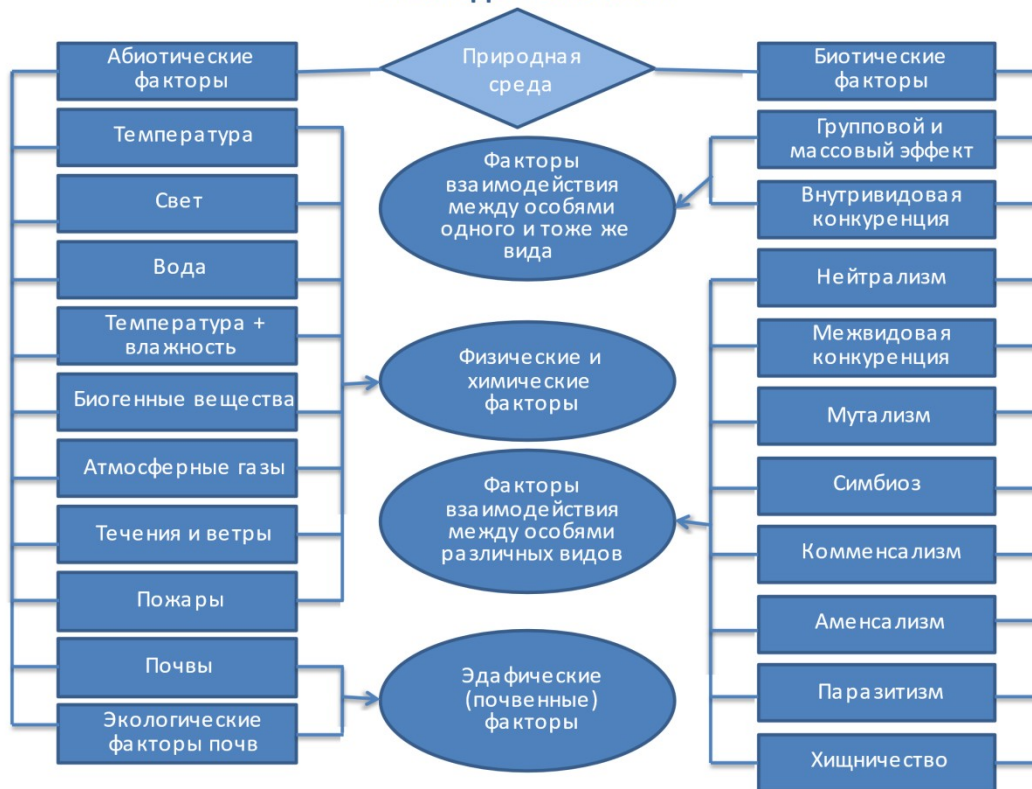 Природная
среда
Абиотические
факторы
Температура
Свет
Вода
Температура +
влажность
Биогенные вещества
Атмосферные газы
Течения и ветры
Пожары
Почвы
Экологические
факторы почв
Факторы
взаимодействия
между особями
одного и тоже же
вида
Физические и
химические
факторы
Факторы
взаимодействия
между особями
различных видов
Эдафические
(почвенные)
факторы
Биотические
факторы
Групповой и
массовый эффект
Внутривидовая
конкуренция
Нейтрализм
Межвидовая
конкуренция
Мутализм
Симбиоз
Комменсализм
Аменсализм
Паразитизм
Хищничество